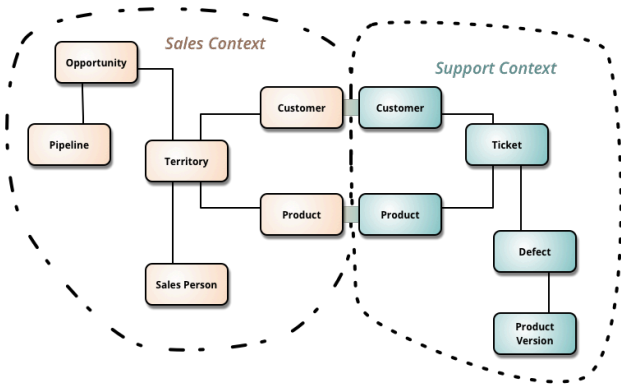 Sales Context
Support Context
Opportunity
Customer
Customer
Pipeline
Territory
Ticket
Product
Product
Defect
Sales Person
Product
Version